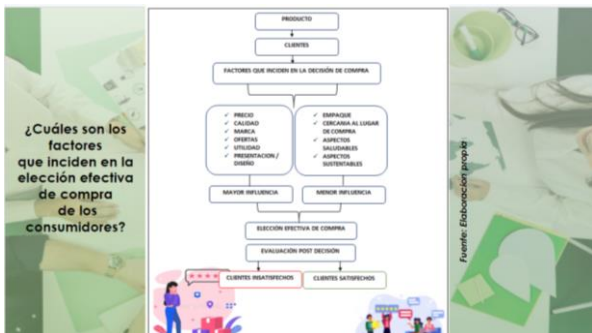 ¿Cuáles son los
factores
que inciden en la
elección efectiva
de compra
de los
consumidores?
PRODUCTO
CLIENTES
FACTORES QUE INCIDEN EN LA DECISIÓN DE COMPRA
✓ PRECIO
✓ CALIDAD
✓ MARCA
✓ OFERTAS
✓ UTILIDAD
✓ PRESENTACION /
DISEÑO
✓ EMPAQUE
✓ CERCANIA AL LUGAR
DE COMPRA
✓ ASPECTOS
SALUDABLES
✓ ASPECTOS
SUSTENTABLES
MAYOR INFLUENCIA
MENOR INFLUENCIA
ELECCIÓN EFECTIVA DE COMPRA
EVALUACIÓN POST DECISIÓN
CLIENTES INSATISFECHOS
CLIENTES SATISFECHOS
Fuente: Elaboración propia